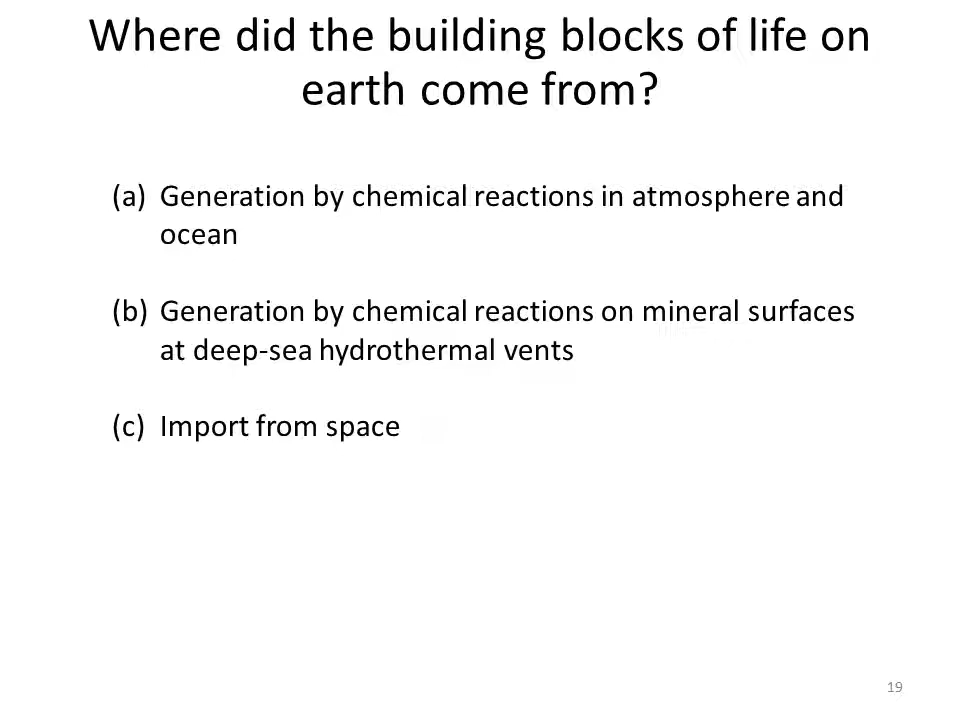 Where did the building blocks of life on
earth come from?
(a) Generation by chemical reactions in atmosphere and
ocean
(b) Generation by chemical reactions on mineral surfaces
at deep-sea hydrothermal vents
(c) Import from space
19